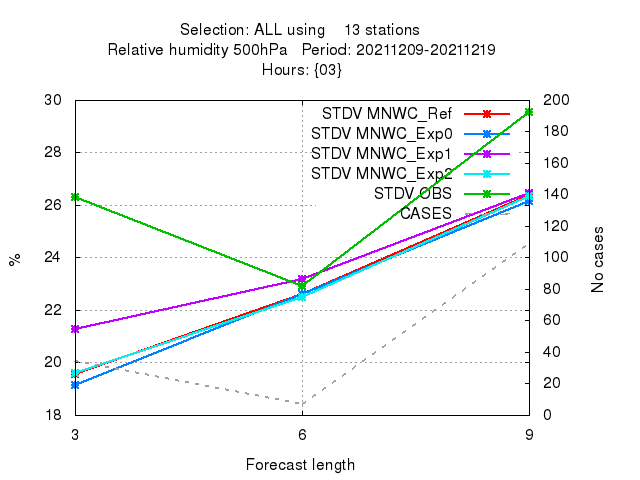 Selection: ALL using    13 stations
Relative humidity 500hPa   Period: 20211209-20211219
Hours: {03}
STDV MNWC_Ref
STDV MNWC_Exp0
STDV MNWC_Exp1
STDV MNWC_Exp2
STDV OBS
CASES
30
28
26
24
22
20
18
%
200
180
160
140
120
100
80
60
40
20
0
No cases
3 6 9
Forecast length